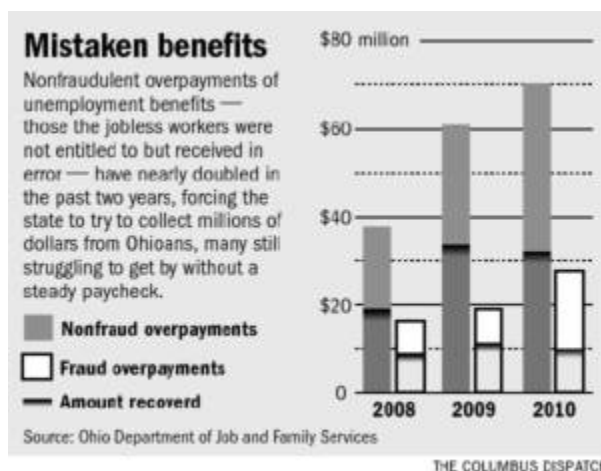 Mistaken benefits
Nonfraudulent overpayments of
unemployment benefits —
those the jobless workers were
not entitled to but received in
error — have nearly doubled in
the past two years, forcing the
state to try to collect millions of
dollars from Ohioans, many still
struggling to get by without a
steady paycheck.
Nonfraud overpayments
Fraud overpayments
Amount recoverd
$80 million
$60
$40
$20
0
2008 2009 2010
Source: Ohio Department of Job and Family Services
THE COLUMBUS DISPATCH